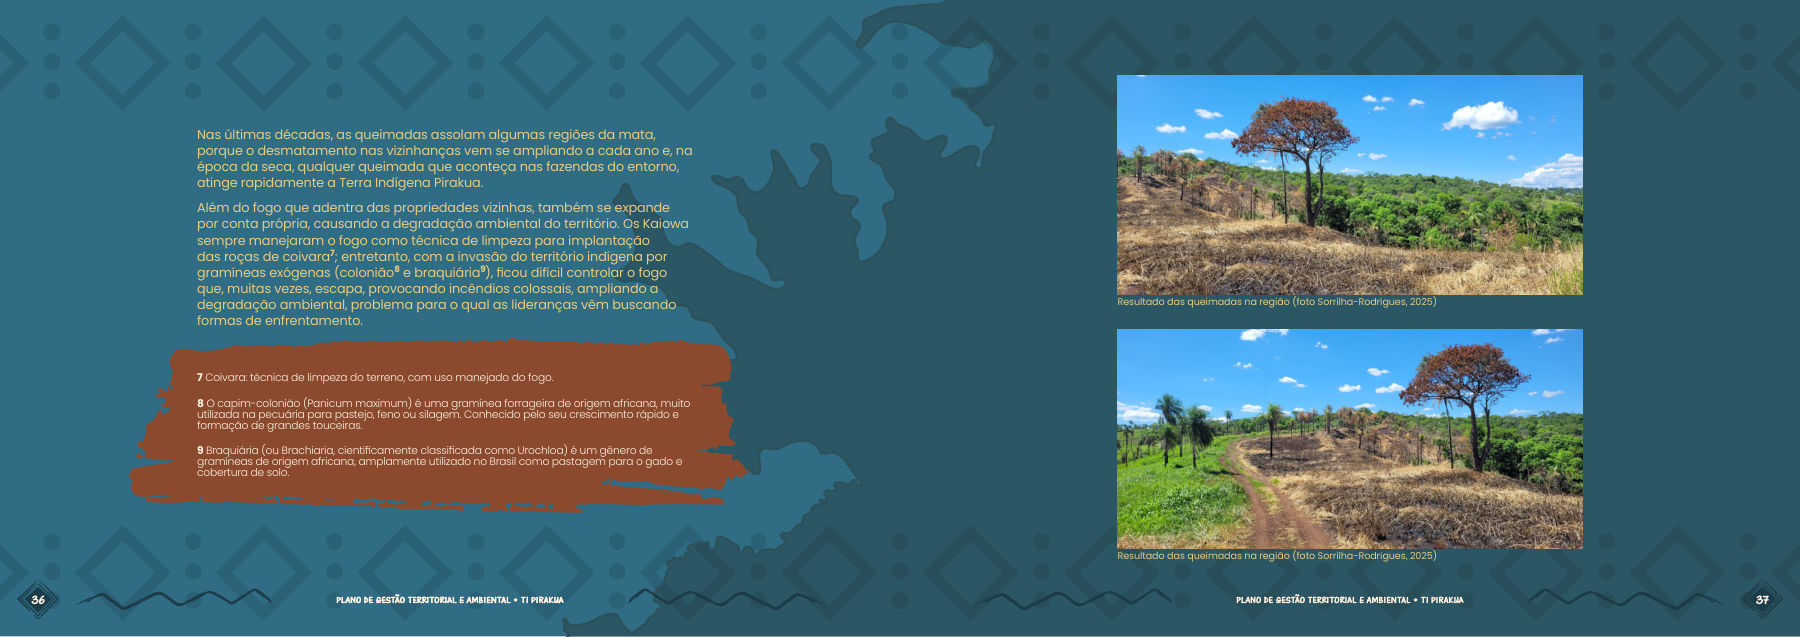 Nas últimas décadas, as queimadas assolam algumas regiões da mata,
porque o desmatamento nas vizinhanças vem se ampliando a cada ano e, na
época da seca, qualquer queimada que aconteça nas fazendas do entorno,
atinge rapidamente a Terra Indígena Pirakua.
Além do fogo que adentra das propriedades vizinhas, também se expande
por conta própria, causando a degradação ambiental do território. Os Kaiowa
sempre manejaram o fogo como técnica de limpeza para implantação
das roças de coivara⁷; entretanto, com a invasão do território indígena por
gramíneas exógenas (colonião⁸ e braquiária⁹), ficou difícil controlar o fogo
que, muitas vezes, escapa, provocando incêndios colossais, ampliando a
degradação ambiental, problema para o qual as lideranças vêm buscando
formas de enfrentamento.
7 Coivara: técnica de limpeza do terreno, com uso manejado do fogo.
8 O capim-colonião (Panicum maximum) é uma gramínea forrageira de origem africana, muito
utilizada na pecuária para pastejo, feno ou silagem. Conhecido pelo seu crescimento rápido e
formação de grandes touceiras.
9 Braquiária (ou Brachiaria, cientificamente classificada como Urochloa) é um gênero de
gramíneas de origem africana, amplamente utilizado no Brasil como pastagem para o gado e
cobertura de solo.
36
PLANO DE GESTÃO TERRITORIAL E AMBIENTAL • TI PIRAKUA
Resultado das queimadas na região (foto Sorrilha-Rodrigues, 2025)
Resultado das queimadas na região (foto Sorrilha-Rodrigues, 2025)
PLANO DE GESTÃO TERRITORIAL E AMBIENTAL • TI PIRAKUA
37